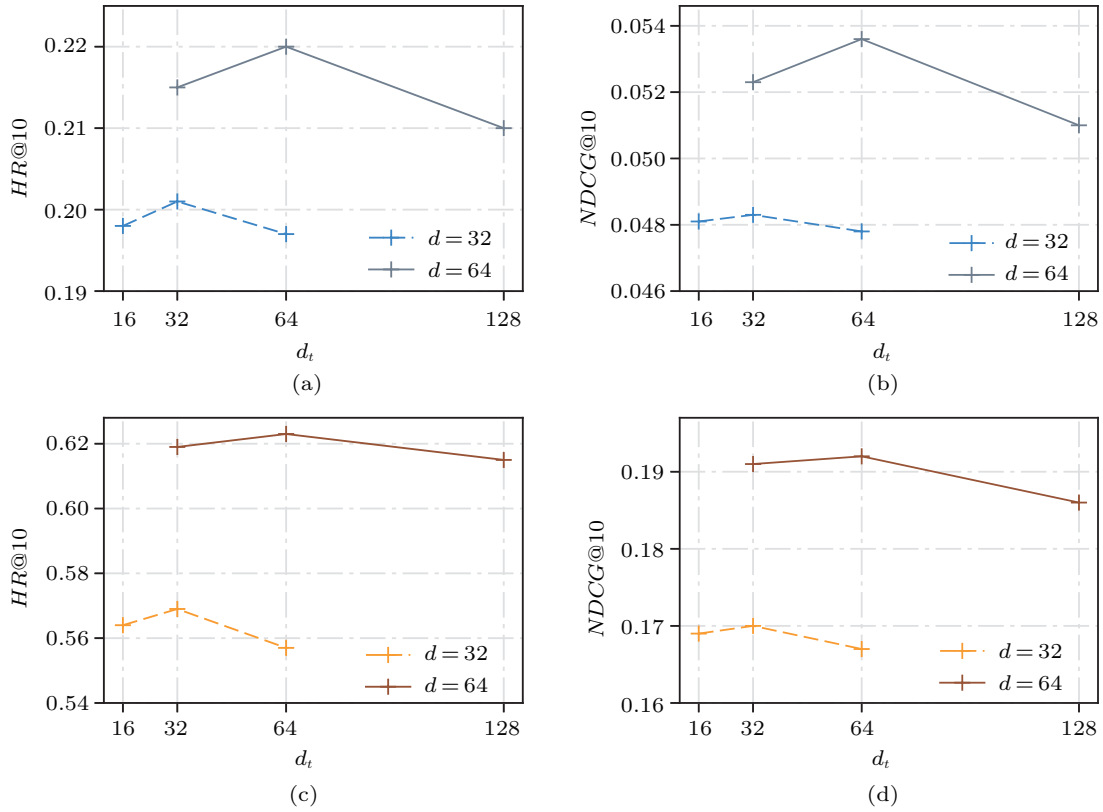 0.22
0.21
0.20
0.19
HR@10
d = 32
d = 64
16 32 64 128
d_t
(a)
0.054
0.052
0.050
0.048
0.046
NDCG@10
d = 32
d = 64
16 32 64 128
d_t
(b)
0.62
0.60
0.58
0.56
0.54
HR@10
d = 32
d = 64
16 32 64 128
d_t
(c)
0.19
0.18
0.17
0.16
NDCG@10
d = 32
d = 64
16 32 64 128
d_t
(d)